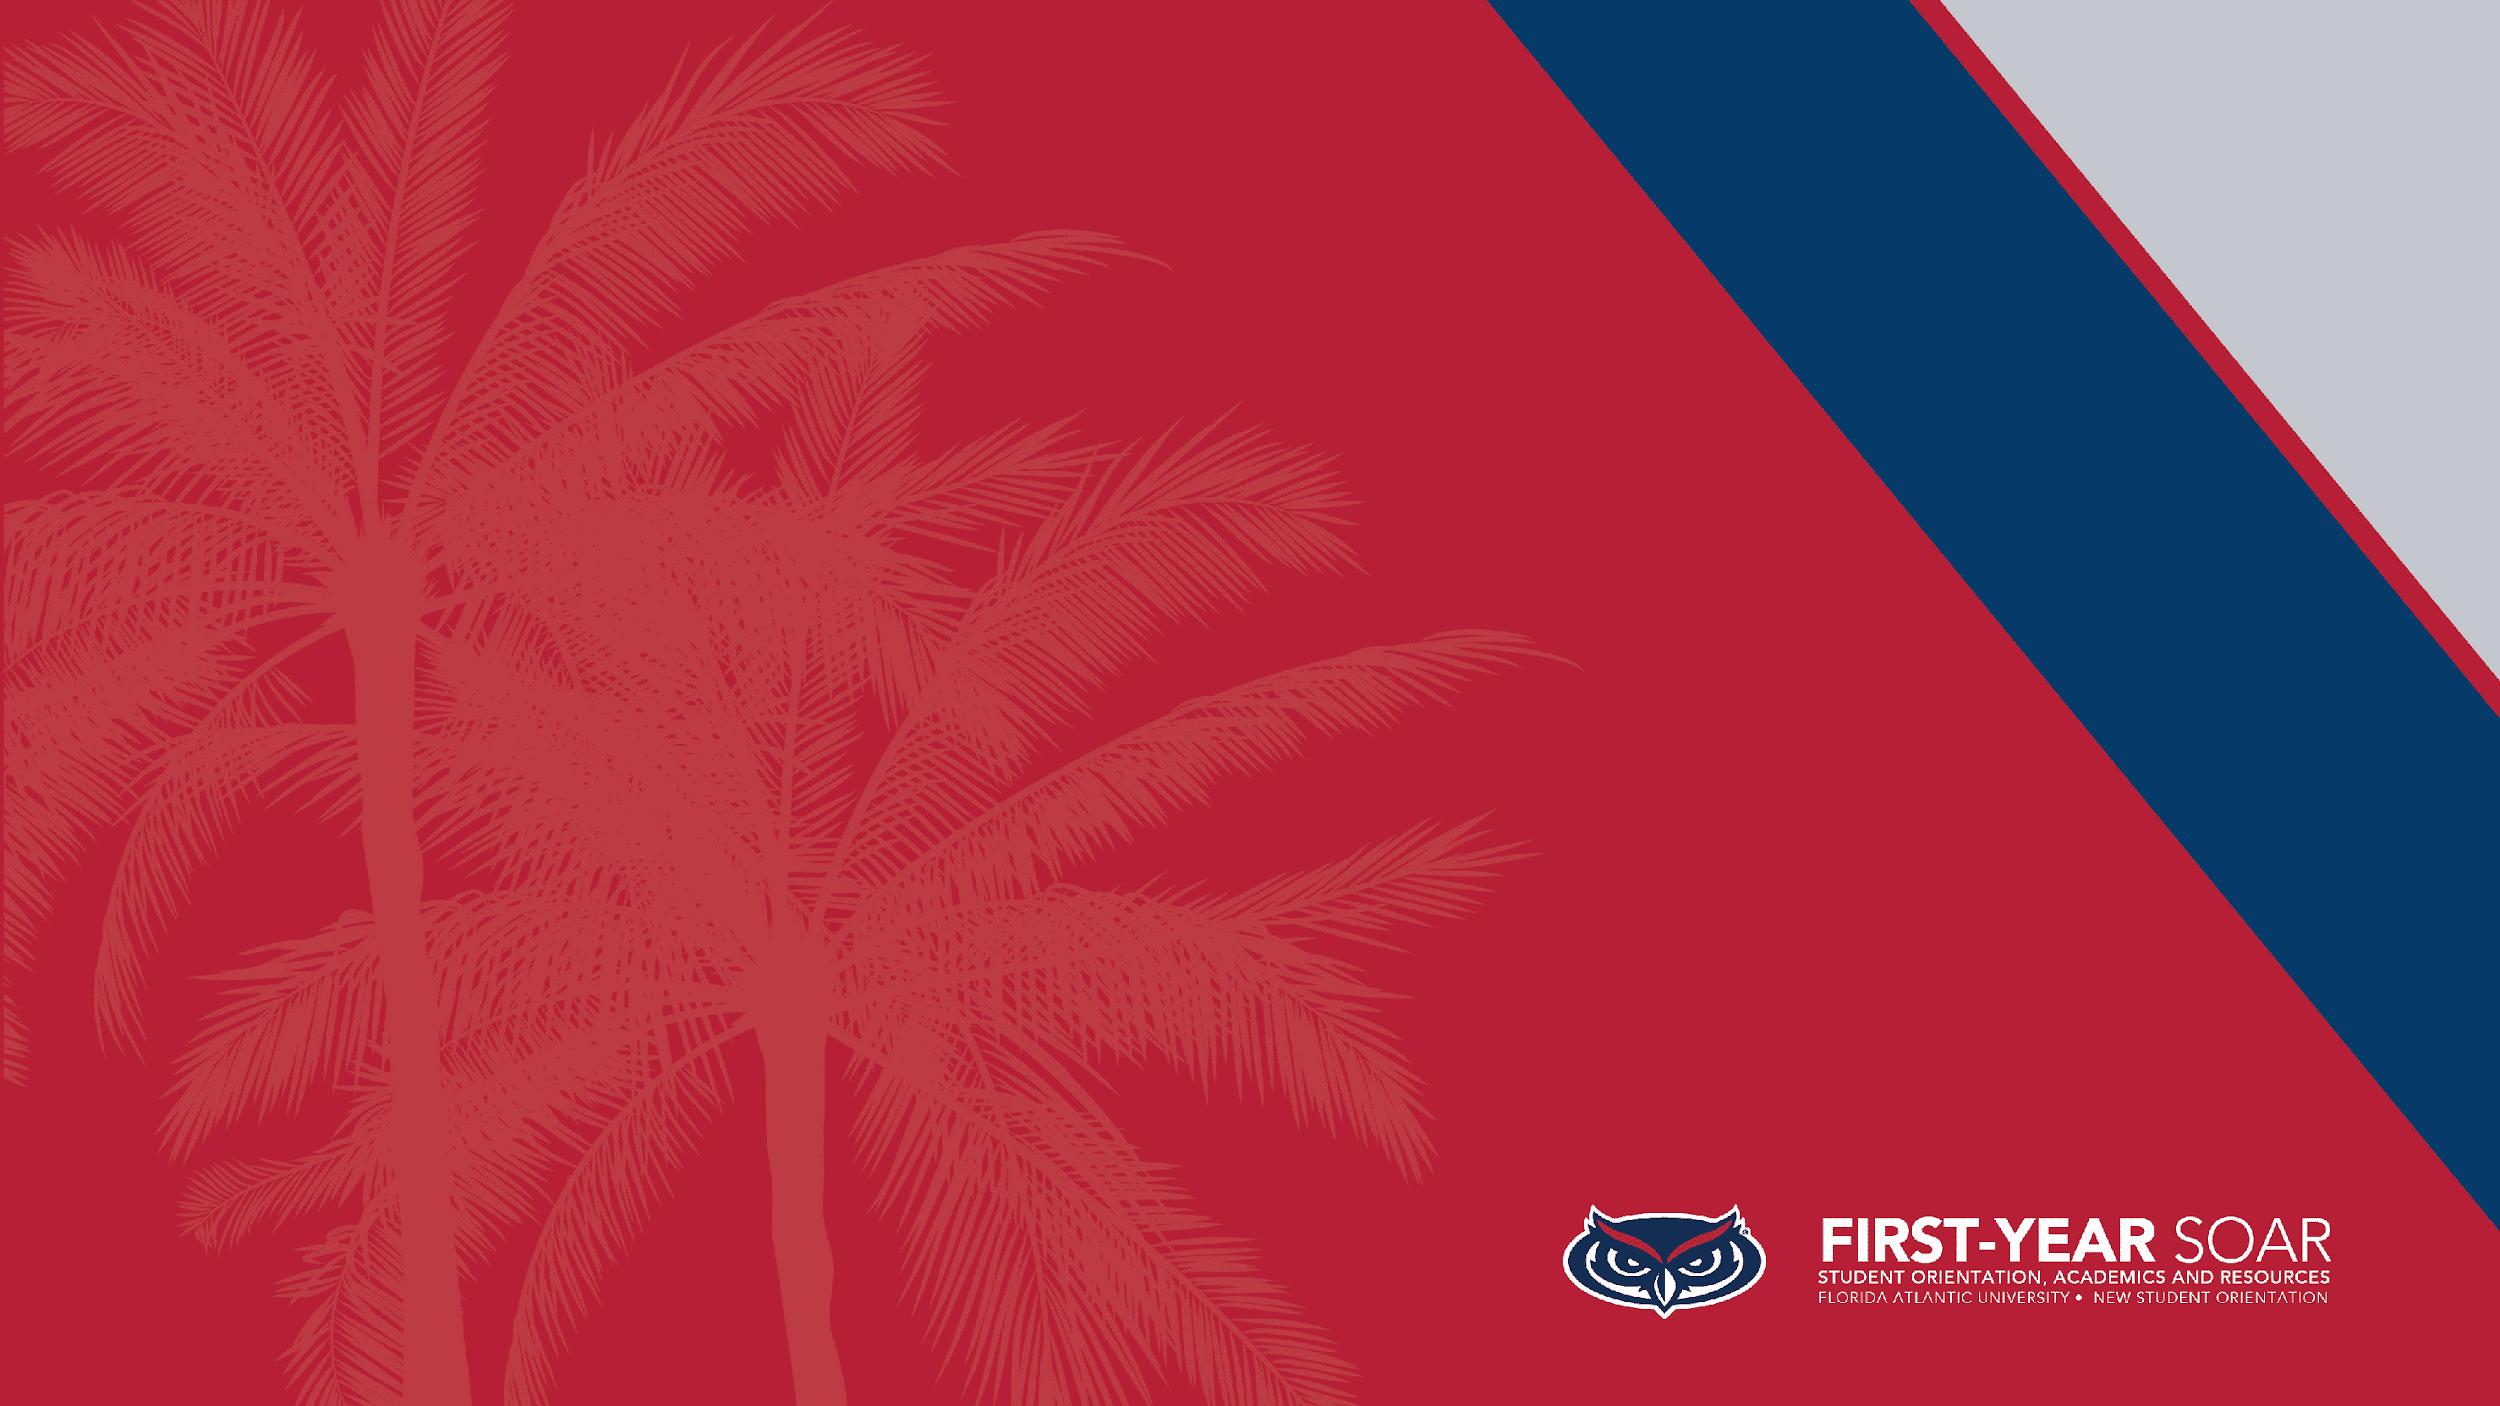 FIRST-YEAR SOAR
STUDENT ORIENTATION, ACADEMICS AND RESOURCES
FLORIDA ATLANTIC UNIVERSITY • NEW STUDENT ORIENTATION